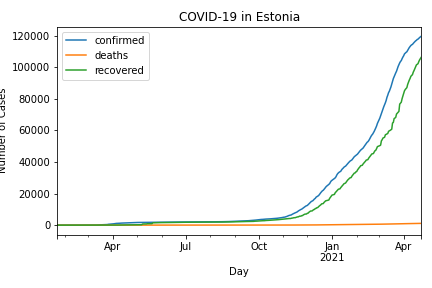 COVID-19 in Estonia
confirmed
deaths
recovered
120000
100000
80000
60000
40000
20000
0
Number of Cases
Apr
Jul
Oct
Jan
2021
Apr
Day